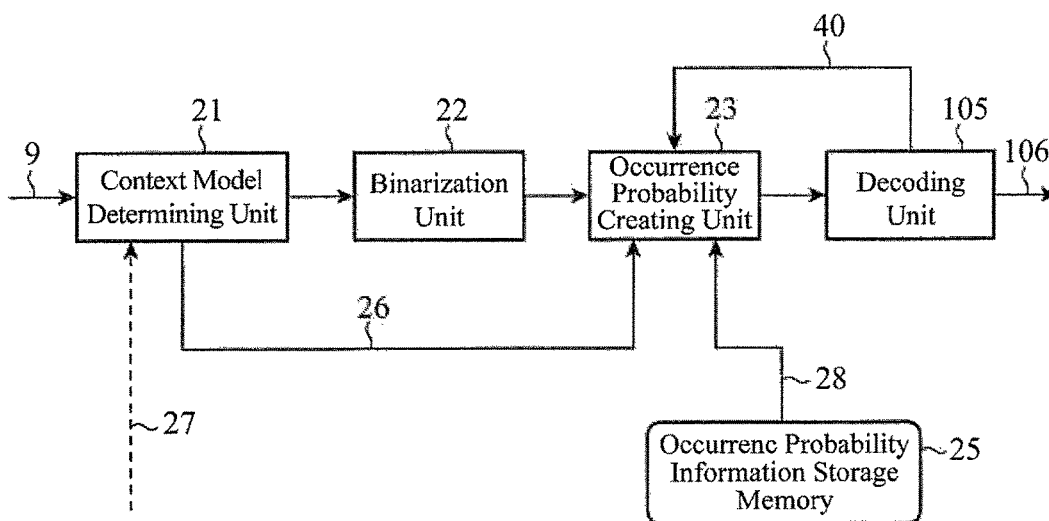 40
21
22
23
105
9
106
Context Model
Determining Unit
Binarization
Unit
Occurrence
Probability
Creating Unit
Decoding
Unit
26
28
27
Occurrenc Probability
Information Storage
Memory
25